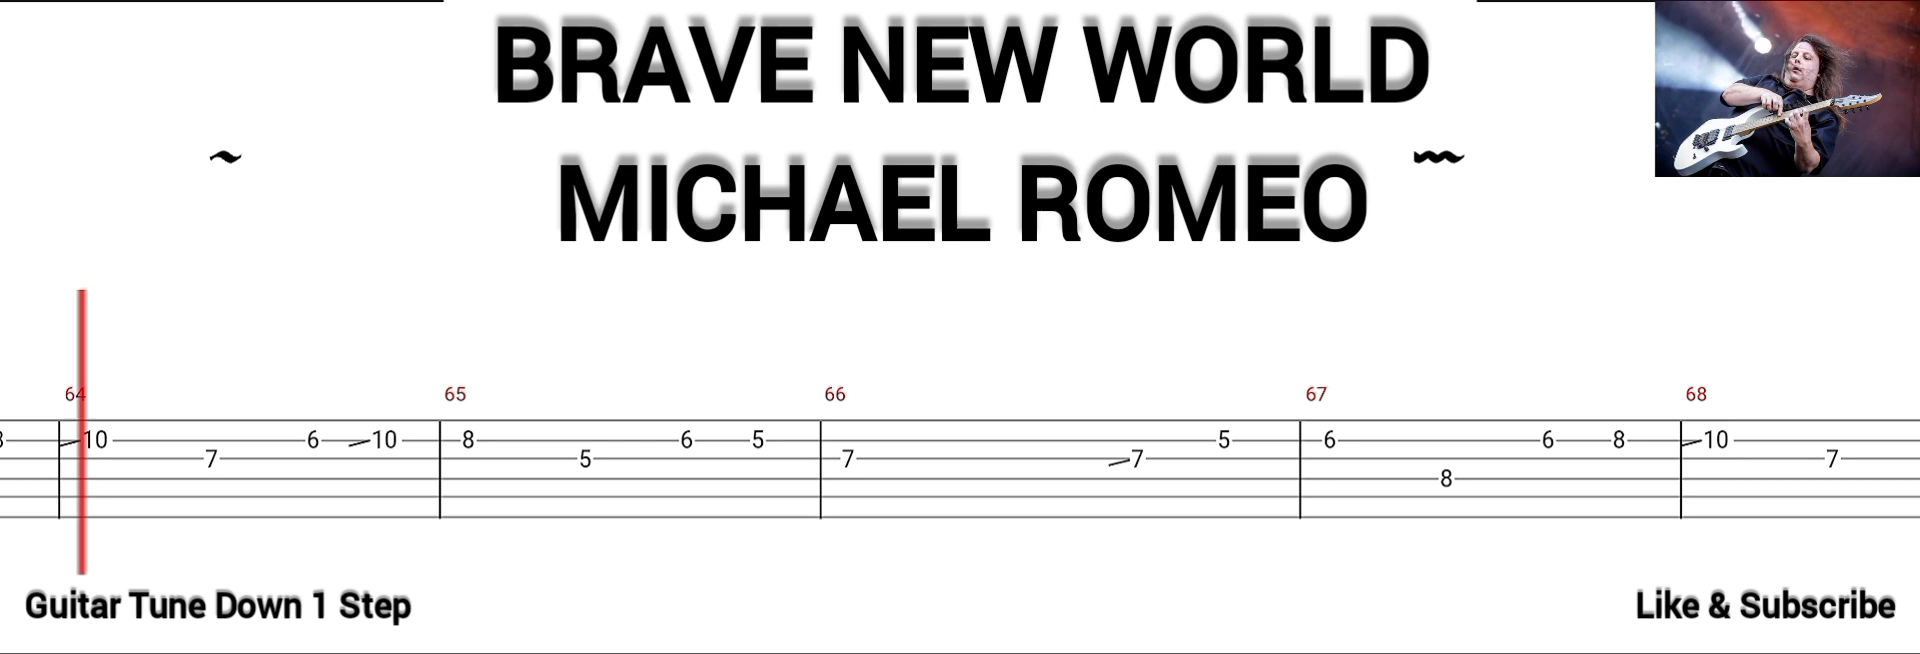 BRAVE NEW WORLD
MICHAEL ROMEO
64 65 66 67 68
10 6 10 8 6 5 5 6 6 8 10
7 5 7 7 7
8
Guitar Tune Down 1 Step
Like & Subscribe